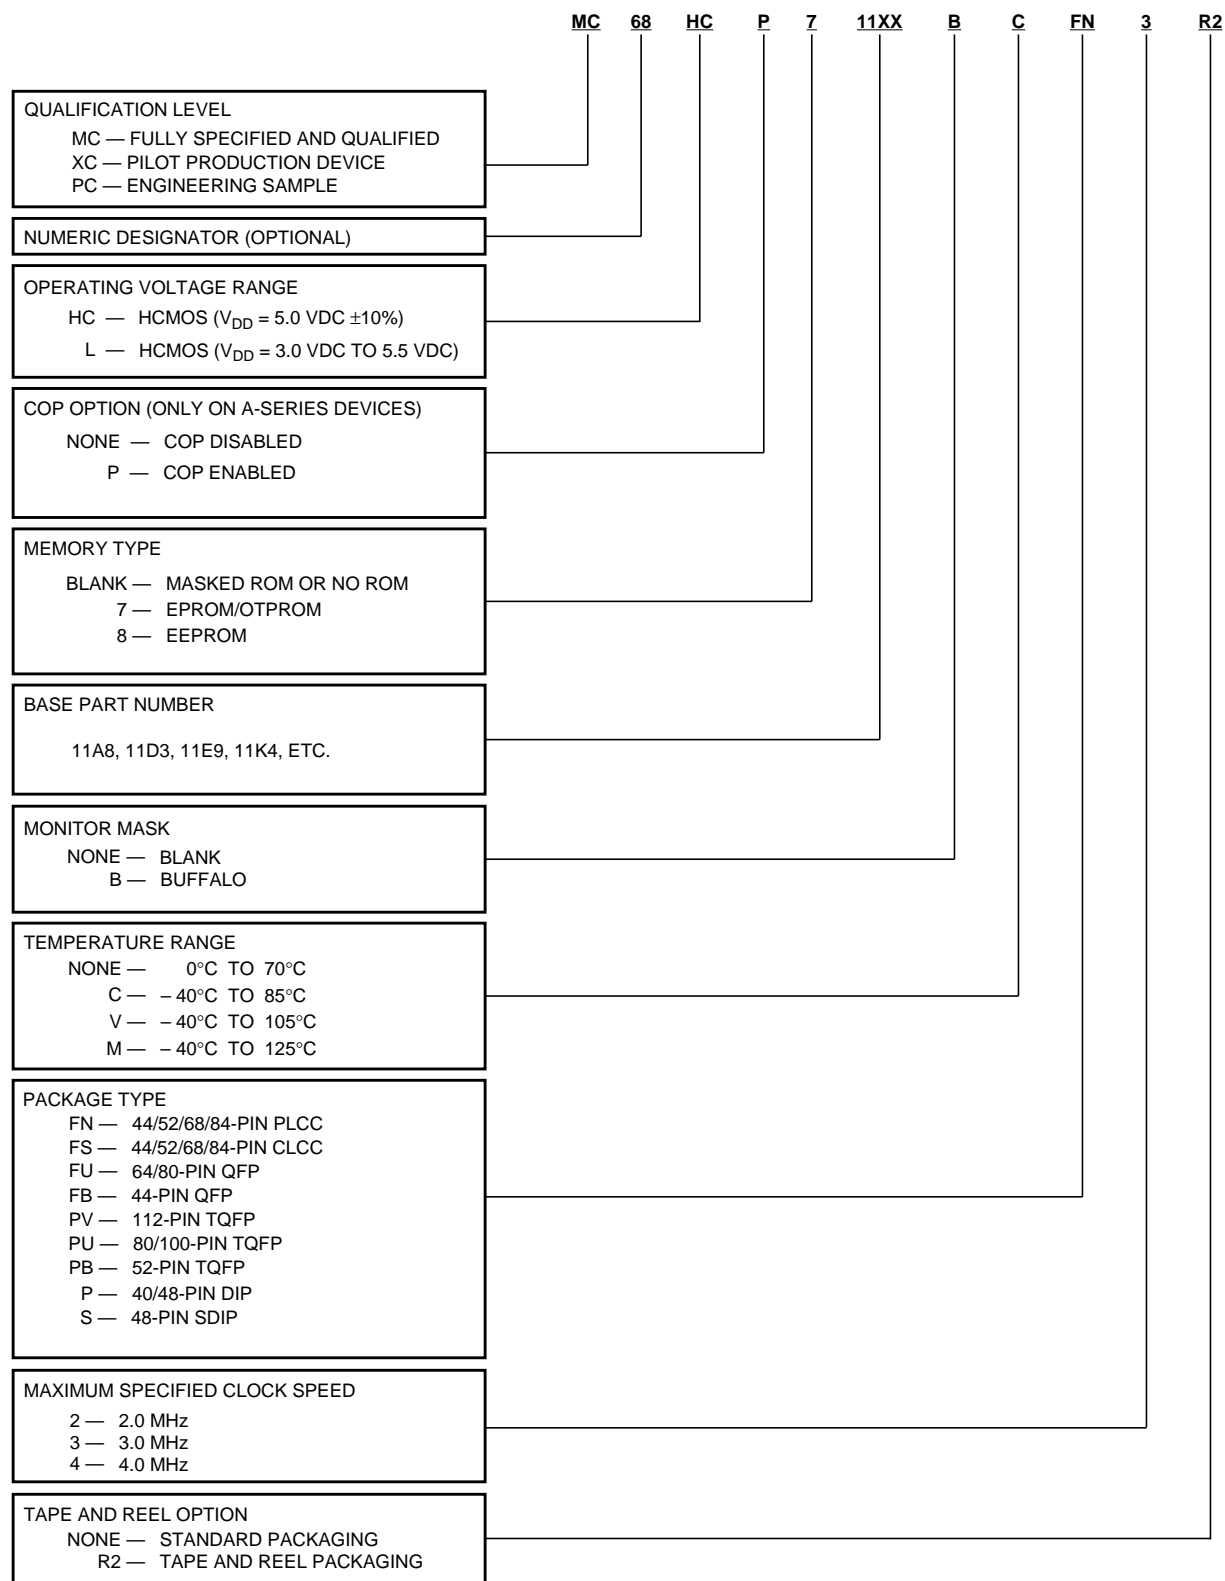 MC 68 HC P 7 11XX B C FN 3 R2
QUALIFICATION LEVEL
MC — FULLY SPECIFIED AND QUALIFIED
XC — PILOT PRODUCTION DEVICE
PC — ENGINEERING SAMPLE
NUMERIC DESIGNATOR (OPTIONAL)
OPERATING VOLTAGE RANGE
HC — HCMOS (VDD = 5.0 VDC ±10%)
L — HCMOS (VDD = 3.0 VDC TO 5.5 VDC)
COP OPTION (ONLY ON A-SERIES DEVICES)
NONE — COP DISABLED
P — COP ENABLED
MEMORY TYPE
BLANK — MASKED ROM OR NO ROM
7 — EPROM/OTPROM
8 — EEPROM
BASE PART NUMBER
11A8, 11D3, 11E9, 11K4, ETC.
MONITOR MASK
NONE — BLANK
B — BUFFALO
TEMPERATURE RANGE
NONE — 0°C TO 70°C
C — – 40°C TO 85°C
V — – 40°C TO 105°C
M — – 40°C TO 125°C
PACKAGE TYPE
FN — 44/52/68/84-PIN PLCC
FS — 44/52/68/84-PIN CLCC
FU — 64/80-PIN QFP
FB — 44-PIN QFP
PV — 112-PIN TQFP
PU — 80/100-PIN TQFP
PB — 52-PIN TQFP
P — 40/48-PIN DIP
S — 48-PIN SDIP
MAXIMUM SPECIFIED CLOCK SPEED
2 — 2.0 MHz
3 — 3.0 MHz
4 — 4.0 MHz
TAPE AND REEL OPTION
NONE — STANDARD PACKAGING
R2 — TAPE AND REEL PACKAGING